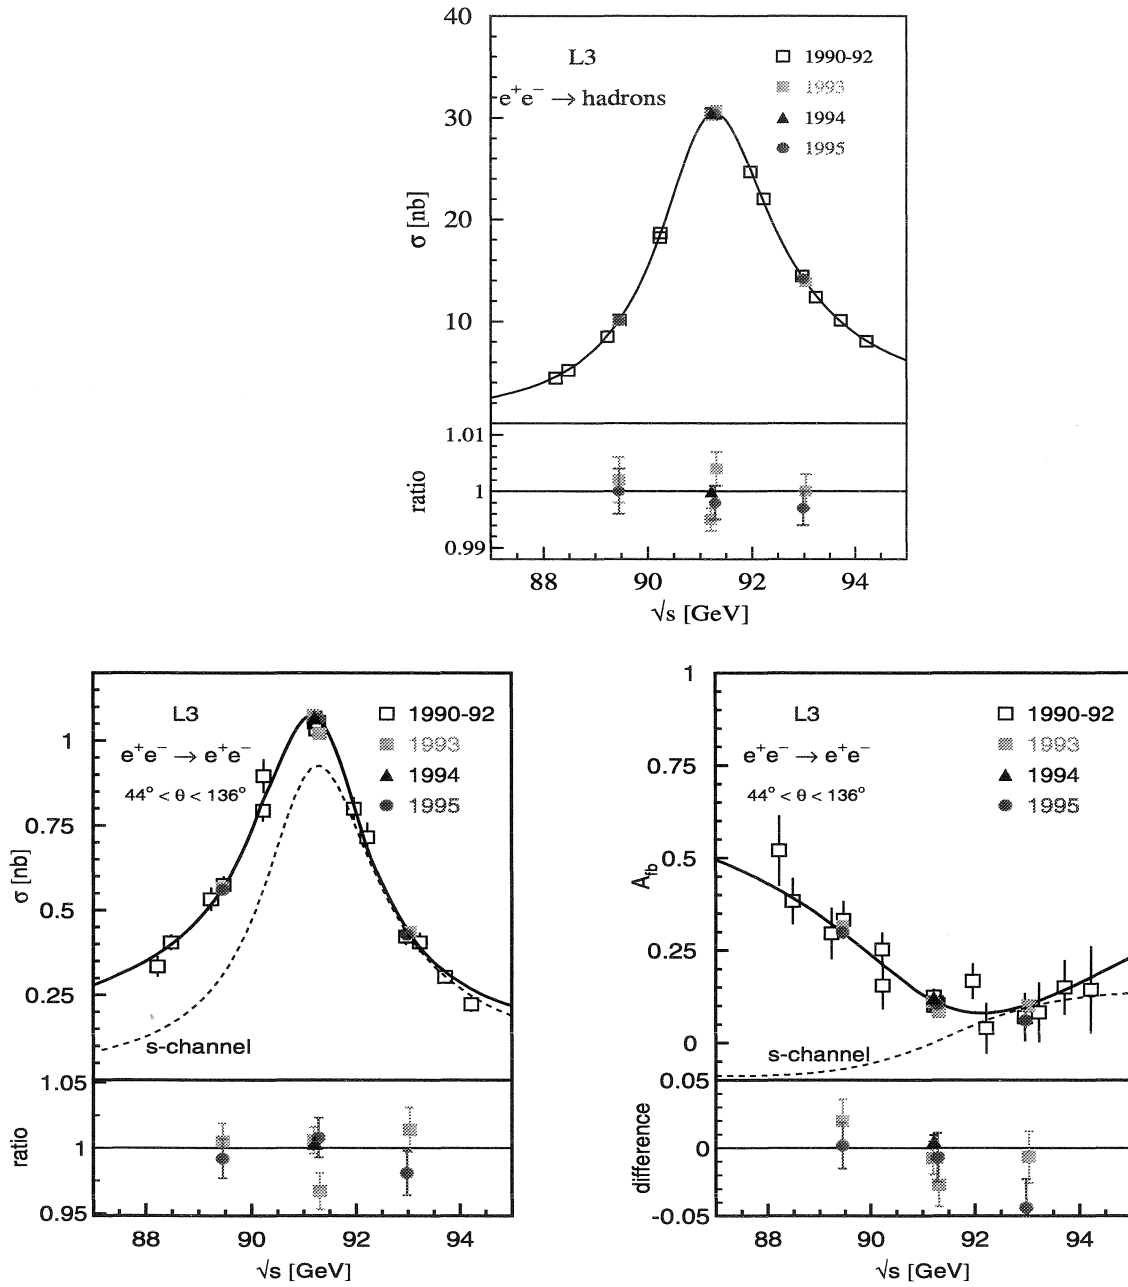 40
L3
1990-92
e⁺e⁻ → hadrons
1993
30
1994
1995
σ [nb]
20
10
1.01
ratio
1
0.99
88 90 92 94
√s [GeV]
L3
1990-92
1
e⁺e⁻ → e⁺e⁻
1993
1994
44° < θ < 136°
1995
0.75
σ [nb]
0.5
0.25
s-channel
1.05
ratio
1
0.95
88 90 92 94
√s [GeV]
1
L3
1990-92
0.75
e⁺e⁻ → e⁺e⁻
1993
1994
44° < θ < 136°
1995
A_fb
0.5
0.25
0
s-channel
0.05
difference
0
-0.05
88 90 92 94
√s [GeV]